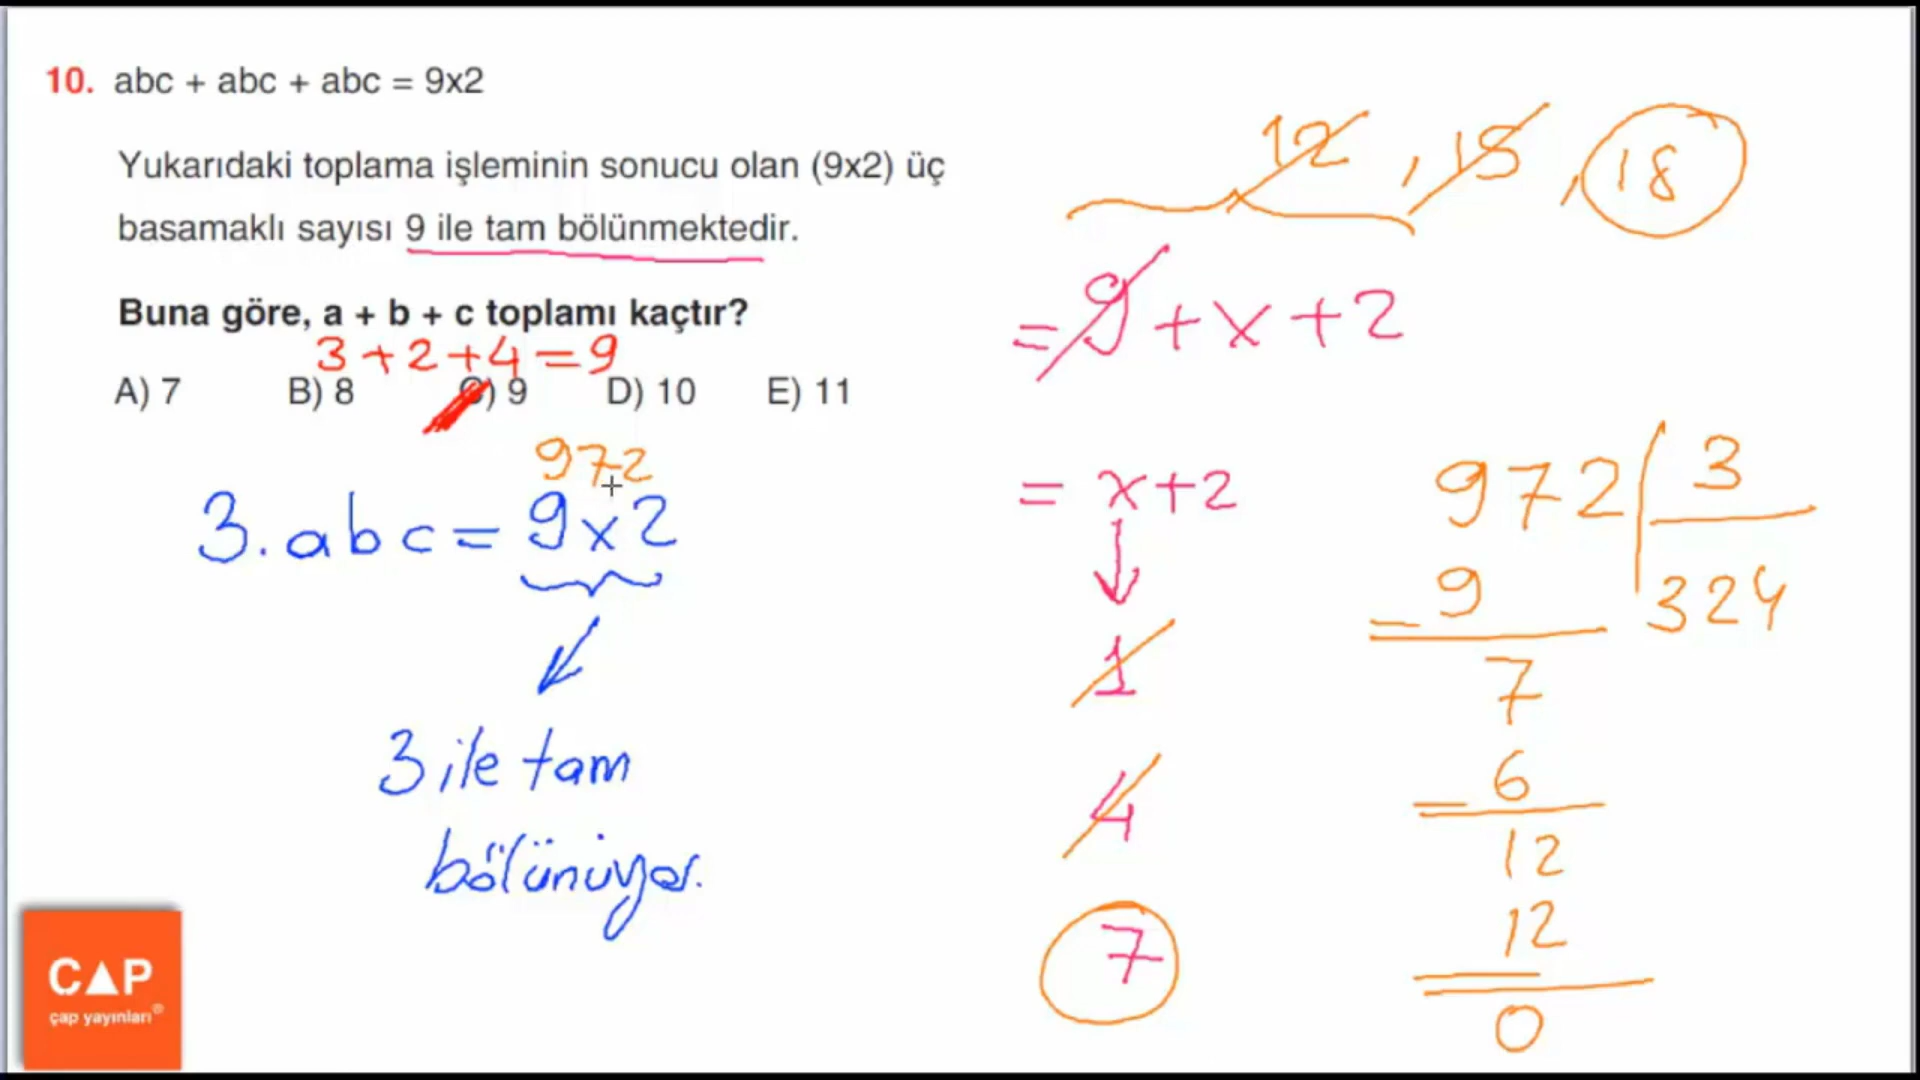 10. abc + abc + abc = 9x2
Yukarıdaki toplama işleminin sonucu olan (9x2) üç
basamaklı sayısı 9 ile tam bölünmektedir.
Buna göre, a + b + c toplamı kaçtır?
3 + 2 + 4 = 9
A) 7 B) 8 C) 9 D) 10 E) 11
972
3. abc = 9x2
3 ile tam
bölünüyor.
12, 15, 18
= 9 + x + 2
= x + 2
1
4
7
972 3
9 324
7
6
12
12
0
ÇAP
çap yayınları®